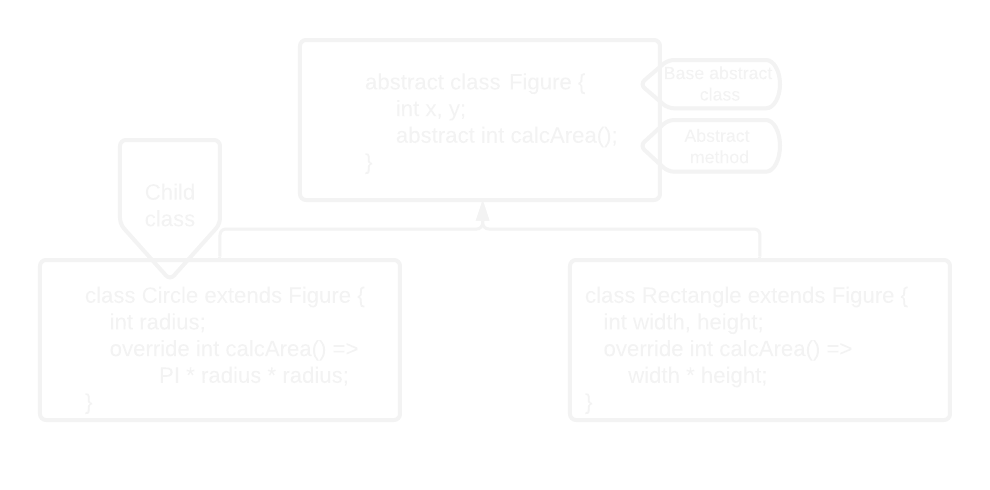 abstract class Figure {
int x, y;
abstract int calcArea();
}
Base abstract
class
Abstract
method
Child
class
class Circle extends Figure {
int radius;
override int calcArea() =>
PI * radius * radius;
}
class Rectangle extends Figure {
int width, height;
override int calcArea() =>
width * height;
}